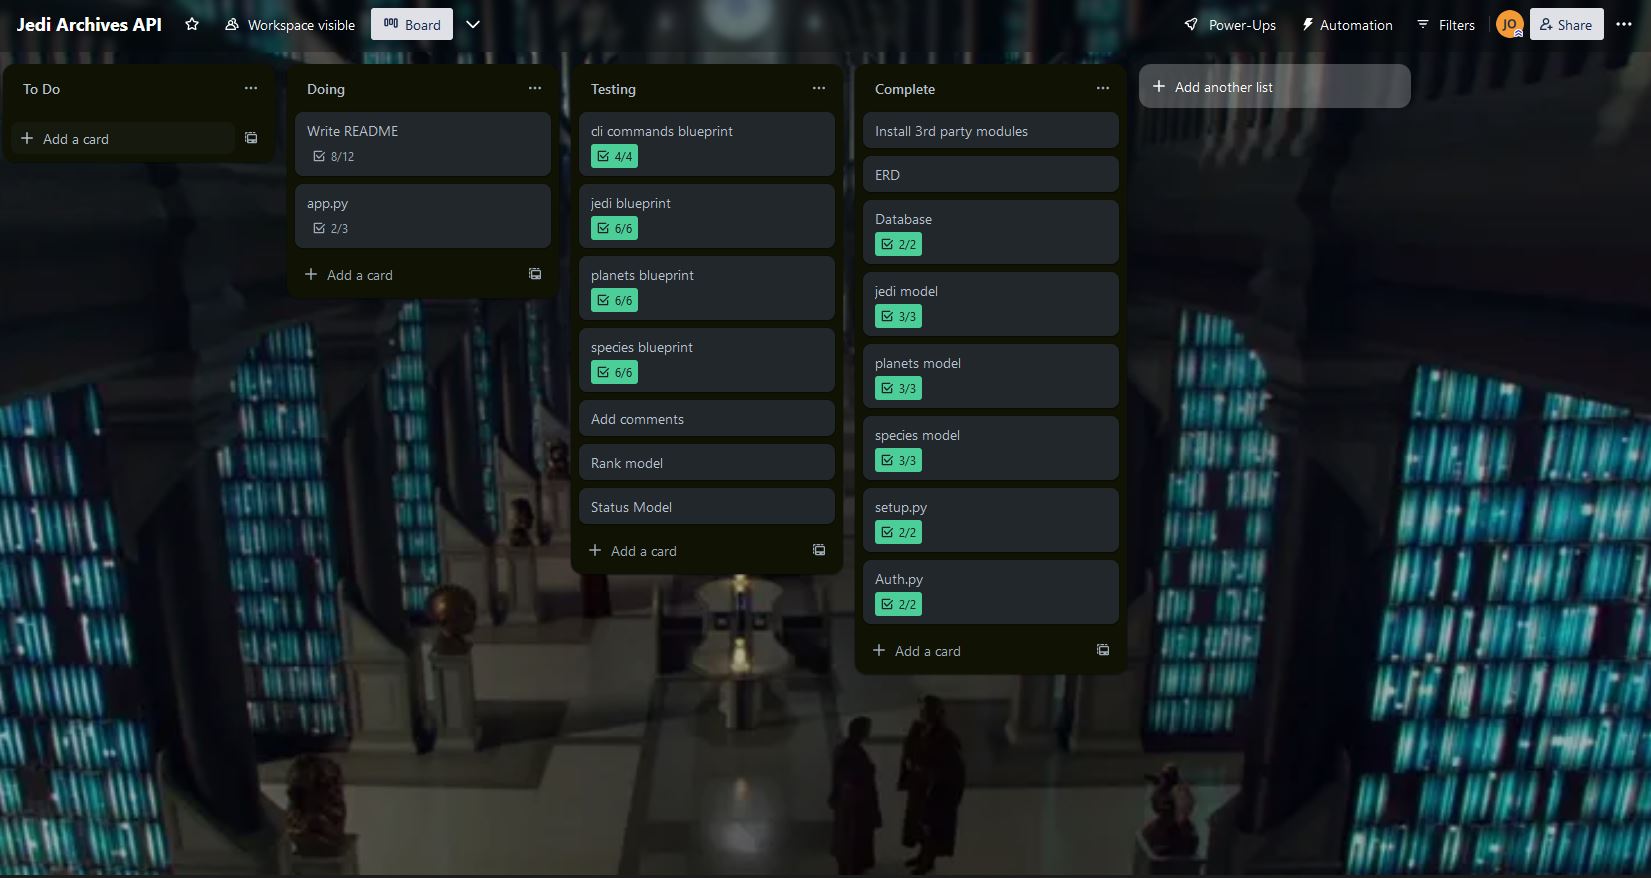 Jedi Archives API
Workspace visible
Board
Power-Ups
Automation
Filters
JO
Share
To Do
Add a card
Doing
Write README
8/12
app.py
2/3
Add a card
Testing
cli commands blueprint
4/4
jedi blueprint
6/6
planets blueprint
6/6
species blueprint
6/6
Add comments
Rank model
Status Model
Add a card
Complete
Install 3rd party modules
ERD
Database
2/2
jedi model
3/3
planets model
3/3
species model
3/3
setup.py
2/2
Auth.py
2/2
Add a card
Add another list